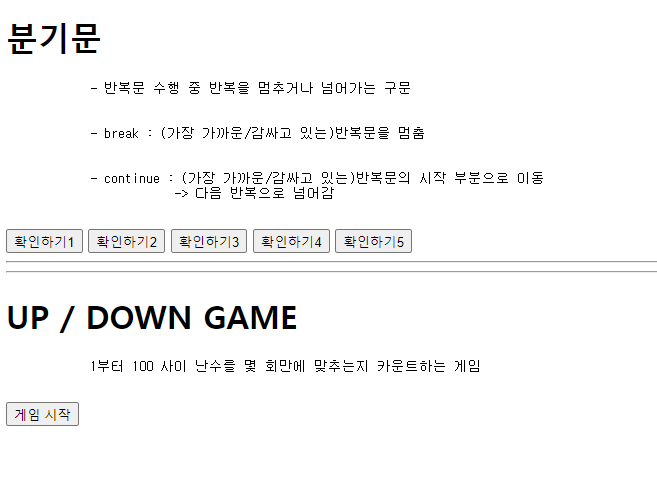 분기문
- 반복문 수행 중 반복을 멈추거나 넘어가는 구문
- break : (가장 가까운/감싸고 있는)반복문을 멈춤
- continue : (가장 가까운/감싸고 있는)반복문의 시작 부분으로 이동
-> 다음 반복으로 넘어감
확인하기1 확인하기2 확인하기3 확인하기4 확인하기5
UP / DOWN GAME
1부터 100 사이 난수를 몇 회만에 맞추는지 카운트하는 게임
게임 시작